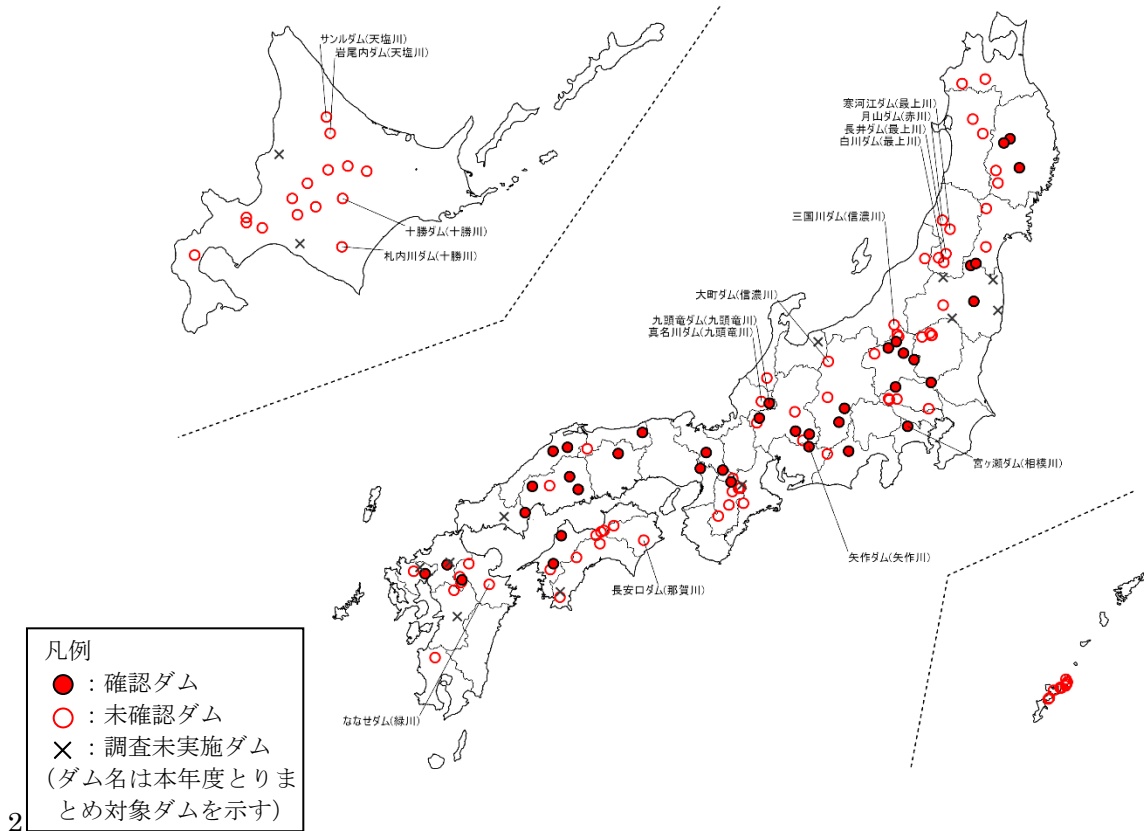 サンルダム(天塩川)
岩尾内ダム(天塩川)
十勝ダム(十勝川)
札内川ダム(十勝川)
寒河江ダム(最上川)
月山ダム(赤川)
長井ダム(最上川)
白川ダム(最上川)
三国川ダム(信濃川)
大町ダム(信濃川)
九頭竜ダム(九頭竜川)
真名川ダム(九頭竜川)
宮ヶ瀬ダム(相模川)
矢作ダム(矢作川)
長安口ダム(那賀川)
ななせダム(緑川)
凡例
：確認ダム
：未確認ダム
：調査未実施ダム
(ダム名は本年度とりま
とめ対象ダムを示す)
2